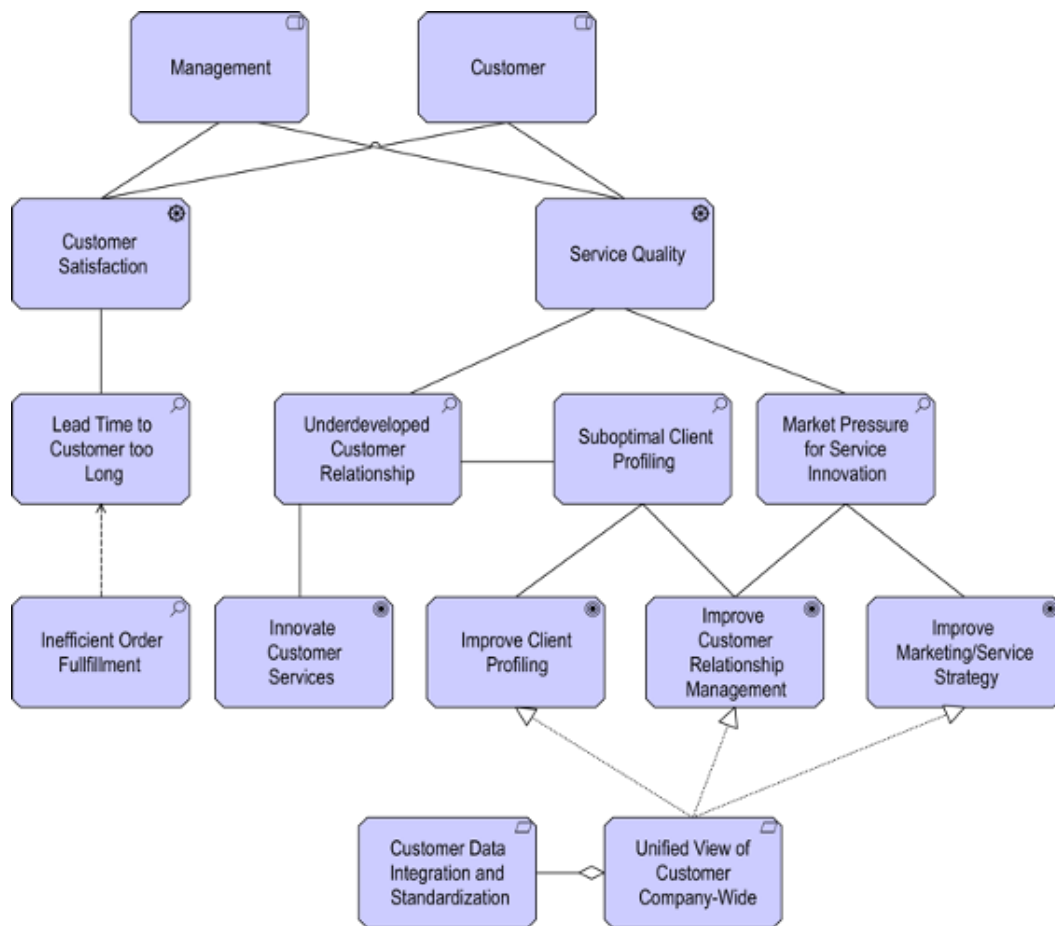 Management
Customer
Customer
Satisfaction
Service Quality
Lead Time to
Customer too
Long
Underdeveloped
Customer
Relationship
Suboptimal Client
Profiling
Market Pressure
for Service
Innovation
Inefficient Order
Fullfillment
Innovate
Customer
Services
Improve Client
Profiling
Improve
Customer
Relationship
Management
Improve
Marketing/Service
Strategy
Customer Data
Integration and
Standardization
Unified View of
Customer
Company-Wide